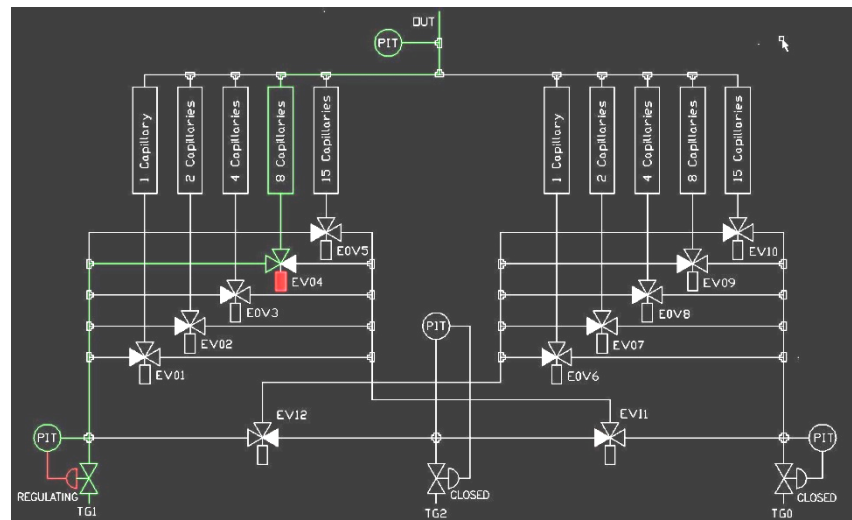 OUT
PIT
1 Capillary
2 Capillaries
4 Capillaries
8 Capillaries
15 Capillaries
1 Capillary
2 Capillaries
4 Capillaries
8 Capillaries
15 Capillaries
E0V5
EV10
EV04
EV09
E0V3
E0V8
EV02
PIT
EV07
EV01
E0V6
EV12
EV11
PIT
PIT
REGULATING
CLOSED
CLOSED
TG1
TG2
TG0